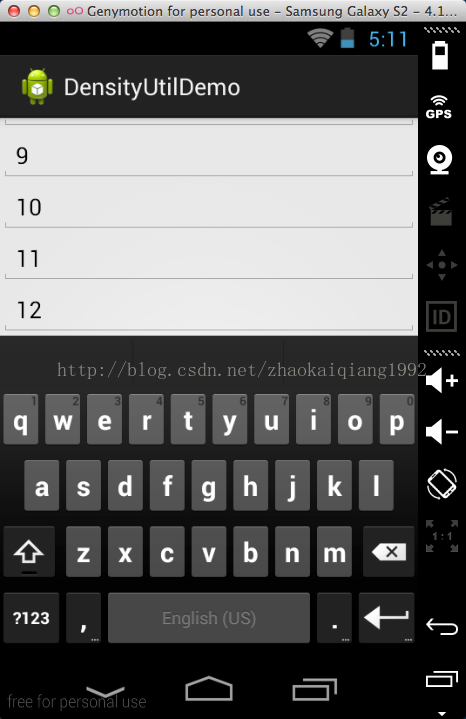 Genymotion for personal use - Samsung Galaxy S2 - 4.1...
5:11
GPS
DensityUtilDemo
9
10
11
12
ID
http://blog.csdn.net/zhaokaiqiang1992
1 2 3 4 5 6 7 8 9 0
q w e r t y u i o p
a s d f g h j k l
1:1
z x c v b n m
?123 , ... English (US) . ... ...
free for personal use